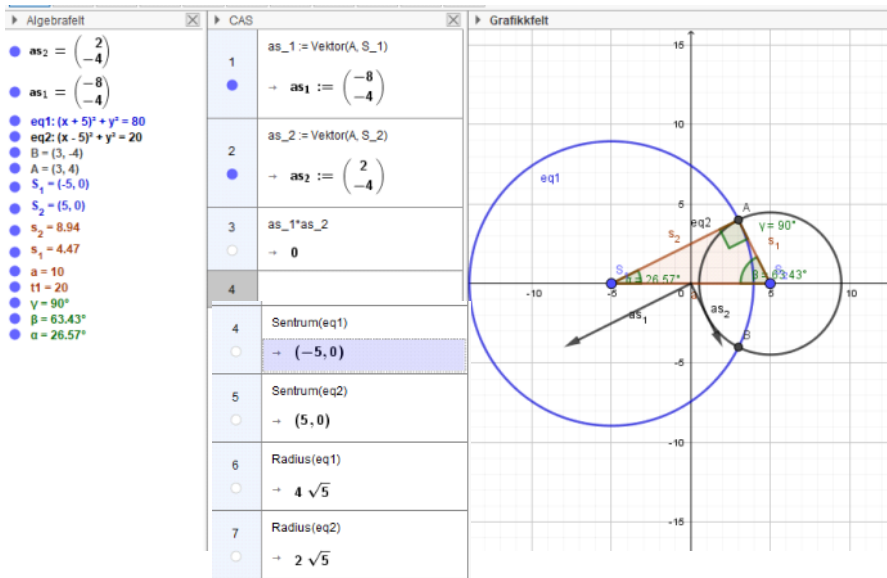 Algebrafelt
as₂ = (2 -4)
as₁ = (-8 -4)
eq1: (x + 5)² + y² = 80
eq2: (x - 5)² + y² = 20
B = (3, -4)
A = (3, 4)
S₁ = (-5, 0)
S₂ = (5, 0)
s₂ = 8.94
s₁ = 4.47
a = 10
t1 = 20
γ = 90°
β = 63.43°
α = 26.57°
CAS
1
as_1 := Vektor(A, S_1)
→ as₁ := (-8 -4)
2
as_2 := Vektor(A, S_2)
→ as₂ := (2 -4)
3
as_1*as_2
→ 0
4
4
Sentrum(eq1)
→ (-5, 0)
5
Sentrum(eq2)
→ (5, 0)
6
Radius(eq1)
→ 4 √5
7
Radius(eq2)
→ 2 √5
Grafikkfelt
15
10
eq1
5
A
eq2
γ = 90°
s₂
s₁
α = 26.57°
β = 63.43°
-10
-5
0
5
10
a
as₁
as₂
B
-5
-10
-15